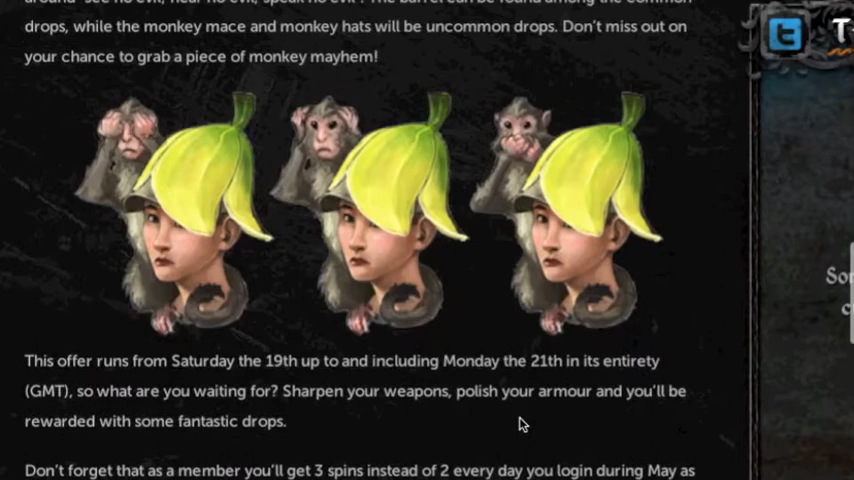 drops, while the monkey mace and monkey hats will be uncommon drops. Don't miss out on
your chance to grab a piece of monkey mayhem!
This offer runs from Saturday the 19th up to and including Monday the 21th in its entirety
(GMT), so what are you waiting for? Sharpen your weapons, polish your armour and you'll be
rewarded with some fantastic drops.
Don't forget that as a member you'll get 3 spins instead of 2 every day you login during May as